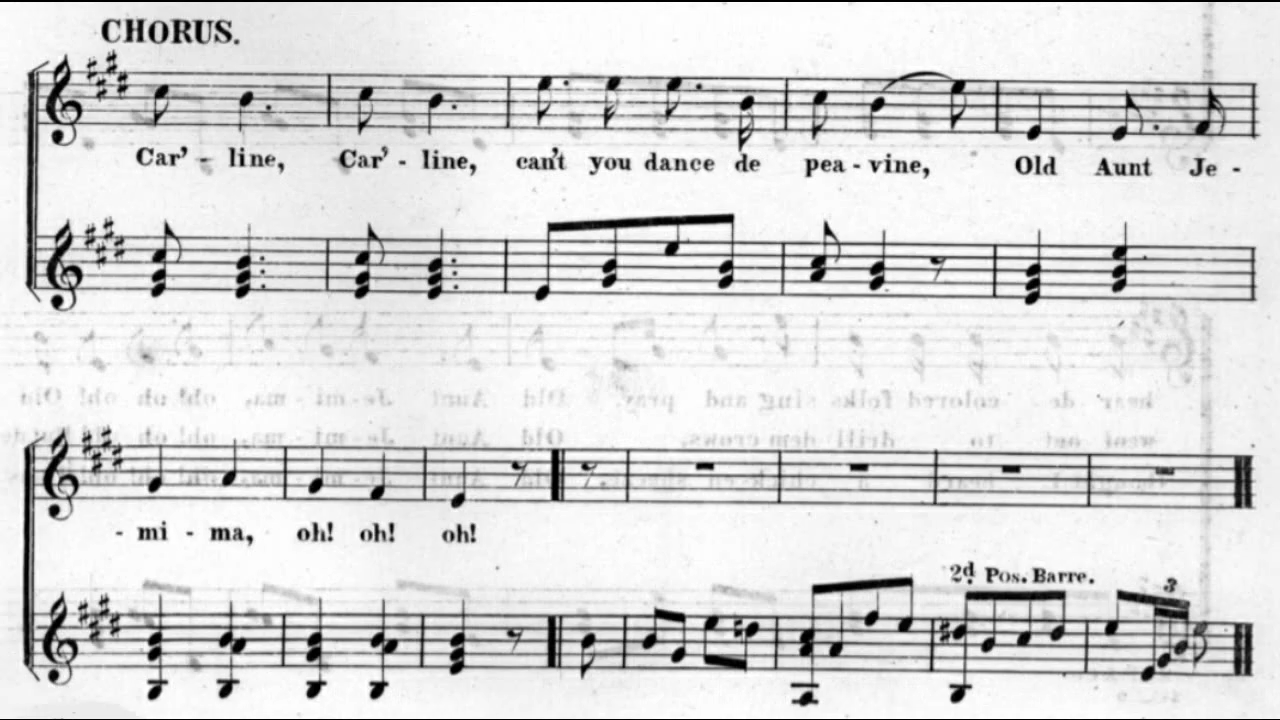 CHORUS.
Car' - line, Car' - line, can't you dance de pea - vine, Old Aunt Je -
- mi - ma, oh! oh! oh!
2d. Pos. Barre.
3